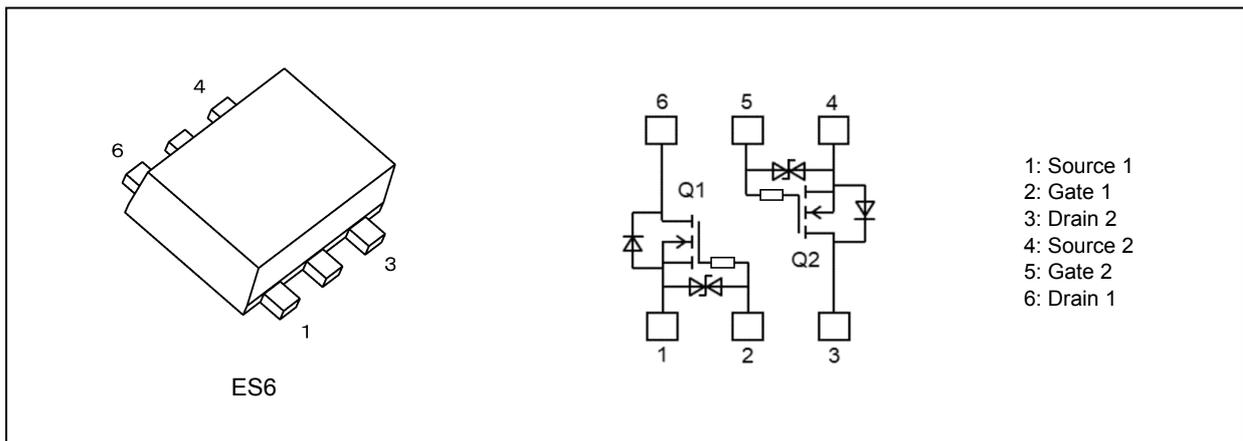 4
6
3
1
ES6
6 5 4
Q1
Q2
1 2 3
1: Source 1
2: Gate 1
3: Drain 2
4: Source 2
5: Gate 2
6: Drain 1